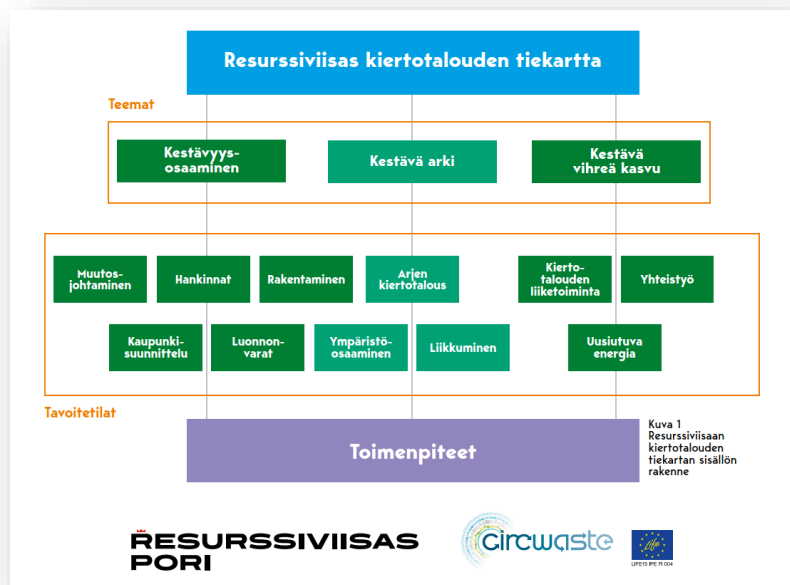 Resurssiviisas kiertotalouden tiekartta
Teemat
Kestävyys-
osaaminen
Kestävä arki
Kestävä
vihreä kasvu
Muutos-
johtaminen
Hankinnat
Rakentaminen
Arjen
kiertotalous
Kierto-
talouden
liiketoiminta
Yhteistyö
Kaupunki-
suunnittelu
Luonnon-
varat
Ympäristö-
osaaminen
Liikkuminen
Uusiutuva
energia
Tavoitetilat
Toimenpiteet
Kuva 1
Resurssiviisaan
kiertotalouden
tiekartan sisällön
rakenne
RESURSSIVIISAS
PORI
circwaste
Life
LIFE15 IPE FI 004